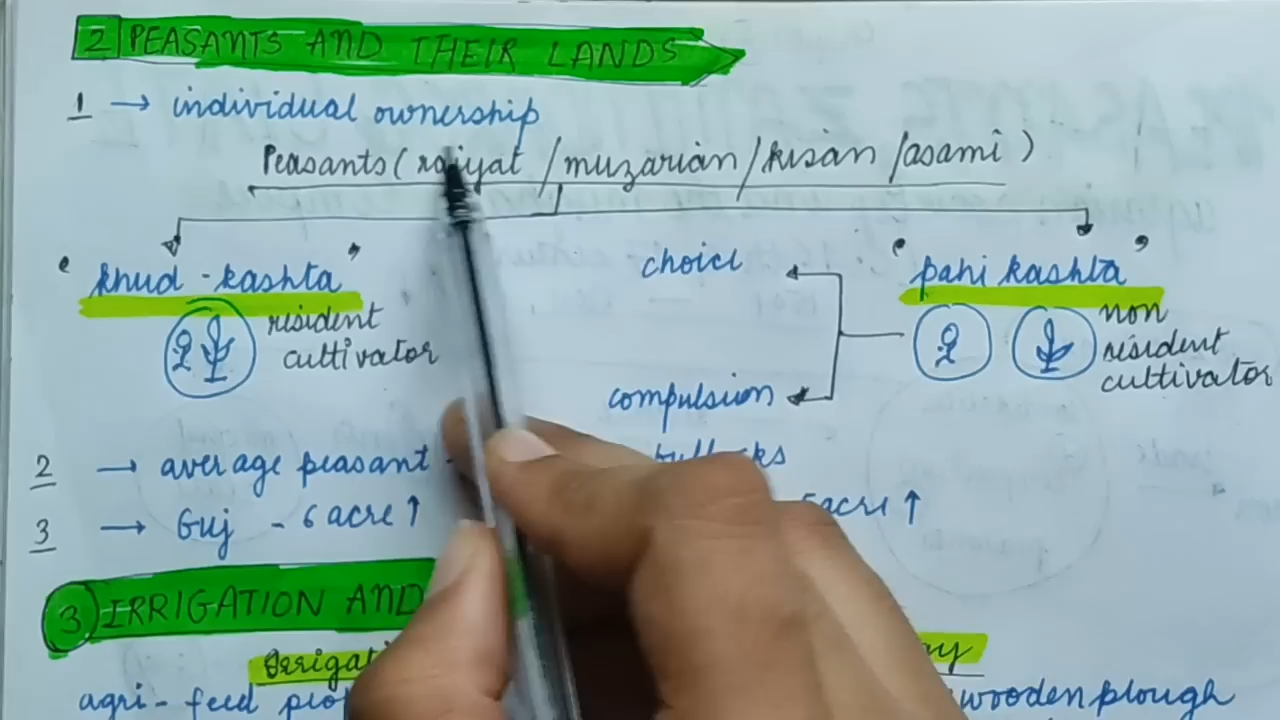 2 PEASANTS AND THEIR LANDS
1 → individual ownership
Peasants ( raiyat / muzarian / kisan / asami )
' khud - kashta '
resident
cultivator
choice
compulsion
' pahi kashta '
non
resident
cultivator
2 → average peasant -
3 → Guj - 6 acre ↑
acre ↑
3 IRRIGATION AND
agri - feed
wooden plough